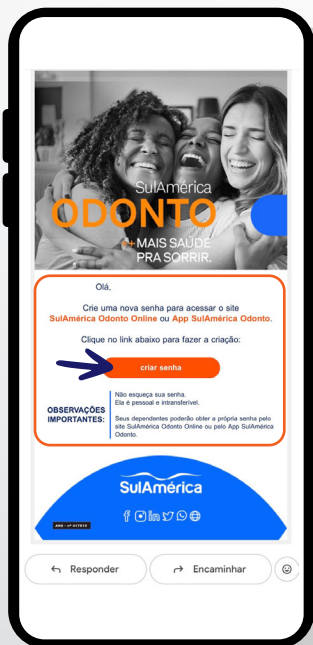 SulAmérica
ODONTO
+MAIS SAÚDE
PRA SORRIR.
Olá,
Crie uma nova senha para acessar o site
SulAmérica Odonto Online ou App SulAmérica Odonto.
Clique no link abaixo para fazer a criação:
criar senha
OBSERVAÇÕES
IMPORTANTES:
Não esqueça sua senha.
Ela é pessoal e intransferível.
Seus dependentes poderão obter a própria senha pelo
site SulAmérica Odonto Online ou pelo App SulAmérica
Odonto.
SulAmérica
Responder
Encaminhar